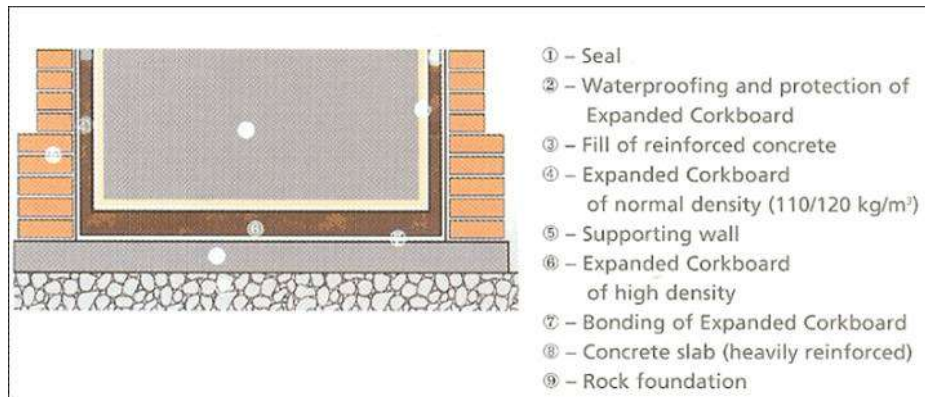 ① – Seal
② – Waterproofing and protection of
Expanded Corkboard
③ – Fill of reinforced concrete
④ – Expanded Corkboard
of normal density (110/120 kg/m³)
⑤ – Supporting wall
⑥ – Expanded Corkboard
of high density
⑦ – Bonding of Expanded Corkboard
⑧ – Concrete slab (heavily reinforced)
⑨ – Rock foundation
⑥